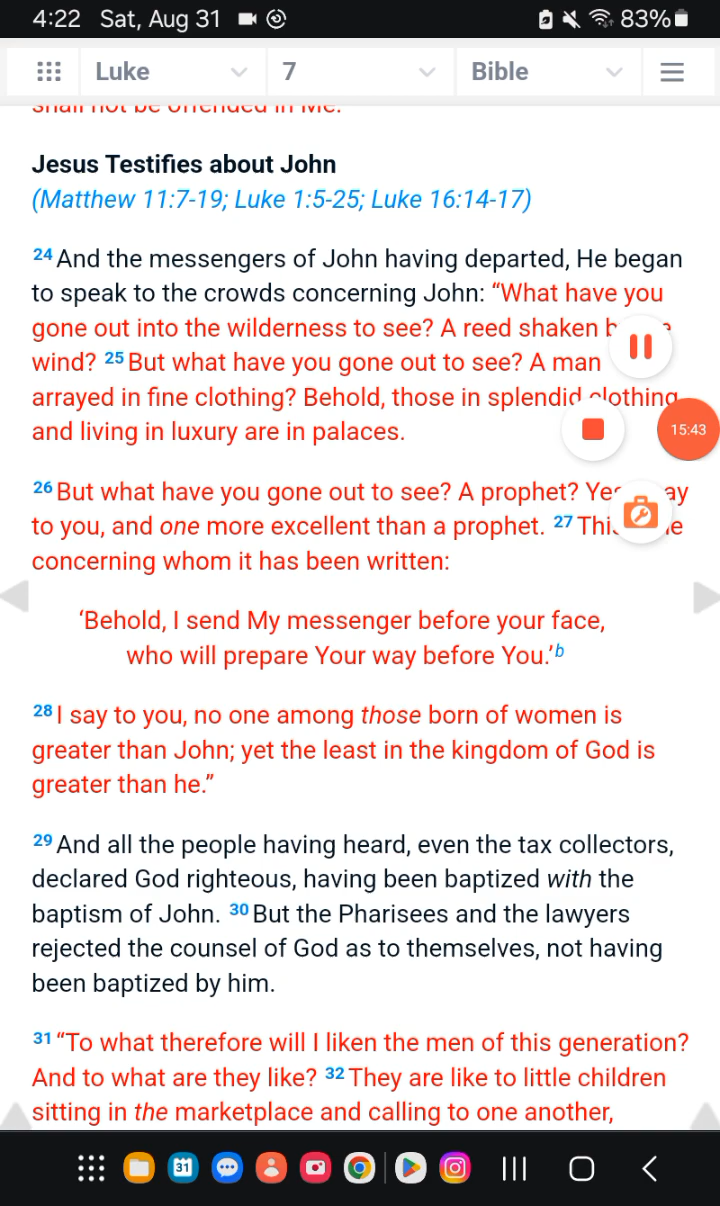 4:22 Sat, Aug 31 83%
Luke 7 Bible
shall not be offended in Me.
Jesus Testifies about John
(Matthew 11:7-19; Luke 1:5-25; Luke 16:14-17)
24 And the messengers of John having departed, He began
to speak to the crowds concerning John: “What have you
gone out into the wilderness to see? A reed shaken
wind? 25 But what have you gone out to see? A man
arrayed in fine clothing? Behold, those in splendid clothing
15:43
and living in luxury are in palaces.
26 But what have you gone out to see? A prophet?
to you, and one more excellent than a prophet. 27
concerning whom it has been written:
‘Behold, I send My messenger before your face,
who will prepare Your way before You.’b
28 I say to you, no one among those born of women is
greater than John; yet the least in the kingdom of God is
greater than he.”
29 And all the people having heard, even the tax collectors,
declared God righteous, having been baptized with the
baptism of John. 30 But the Pharisees and the lawyers
rejected the counsel of God as to themselves, not having
been baptized by him.
31 “To what therefore will I liken the men of this generation?
And to what are they like? 32 They are like to little children
sitting in the marketplace and calling to one another,
31